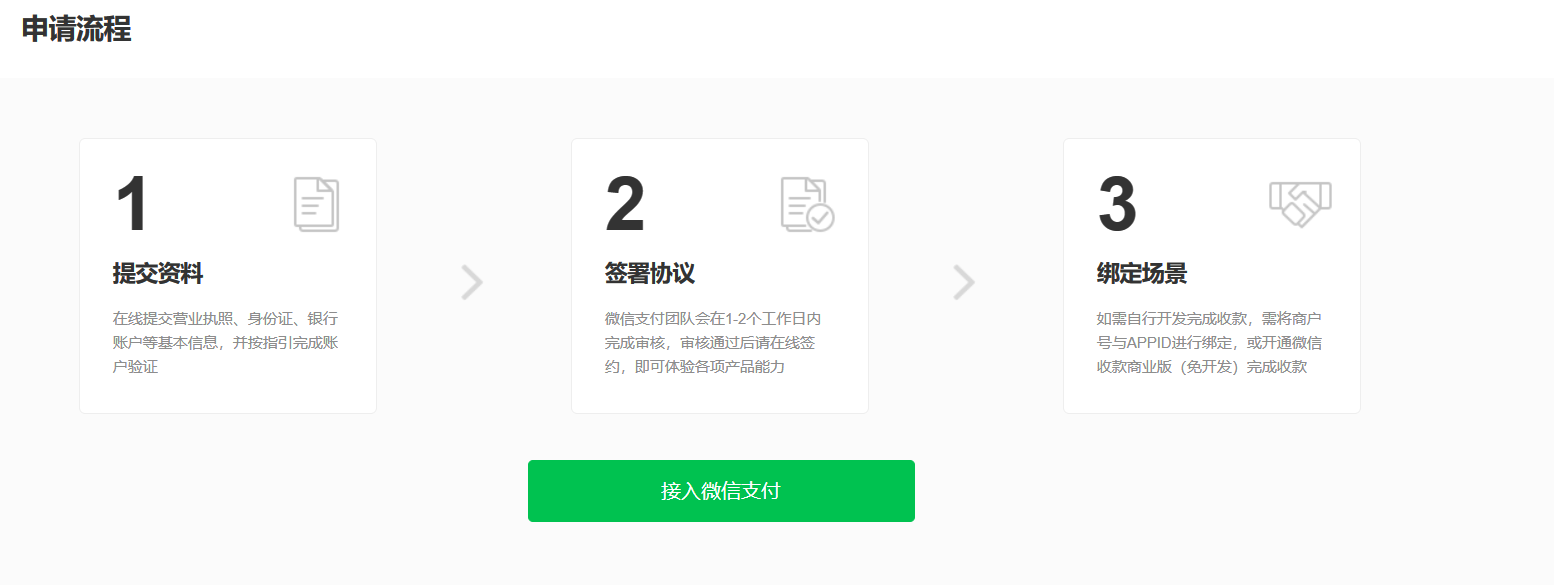 申请流程
1
提交资料
在线提交营业执照、身份证、银行
账户等基本信息，并按指引完成账
户验证
2
签署协议
微信支付团队会在1-2个工作日内
完成审核，审核通过后请在线签
约，即可体验各项产品能力
3
绑定场景
如需自行开发完成收款，需将商户
号与APPID进行绑定，或开通微信
收款商业版（免开发）完成收款
接入微信支付